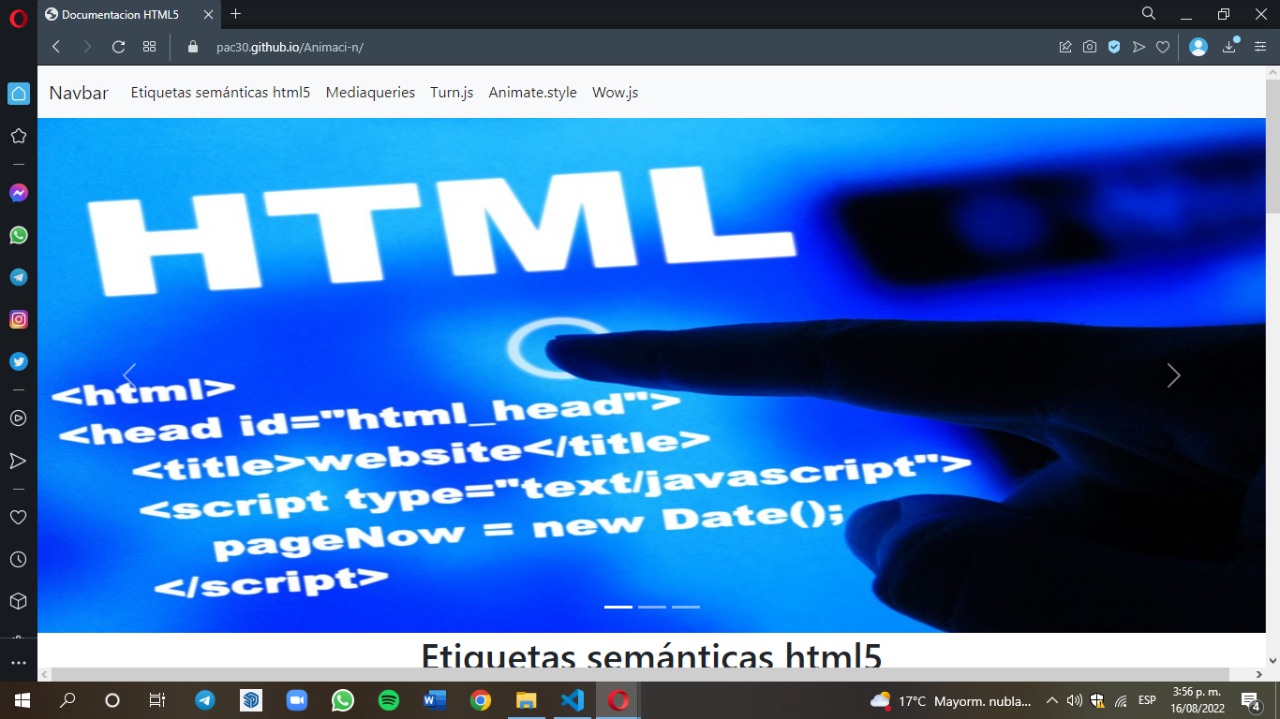 Documentacion HTML5
pac30.github.io/Animaci-n/
Navbar Etiquetas semánticas html5 Mediaqueries Turn.js Animate.style Wow.js
HTML
<html>
<head id="html_head">
<title>website</title>
<script type="text/javascript">
pageNow = new Date();
</script>
Etiquetas semánticas html5
17°C Mayorm. nubla... ESP 3:56 p. m.
16/08/2022
4